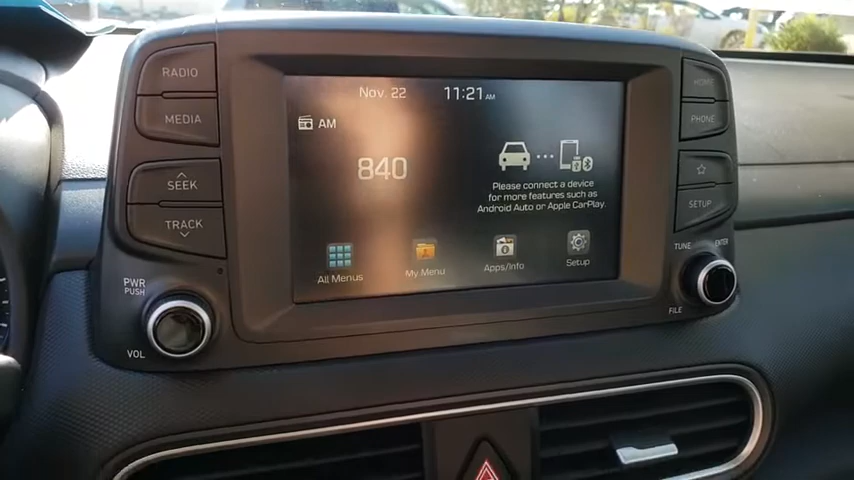 RADIO
MEDIA
SEEK
TRACK
PWR
PUSH
VOL
Nov. 22
11:21 AM
AM
840
Please connect a device
for more features such as
Android Auto or Apple CarPlay.
All Menus
My Menu
Apps/Info
Setup
HOME
PHONE
SETUP
TUNE
ENTER
FILE